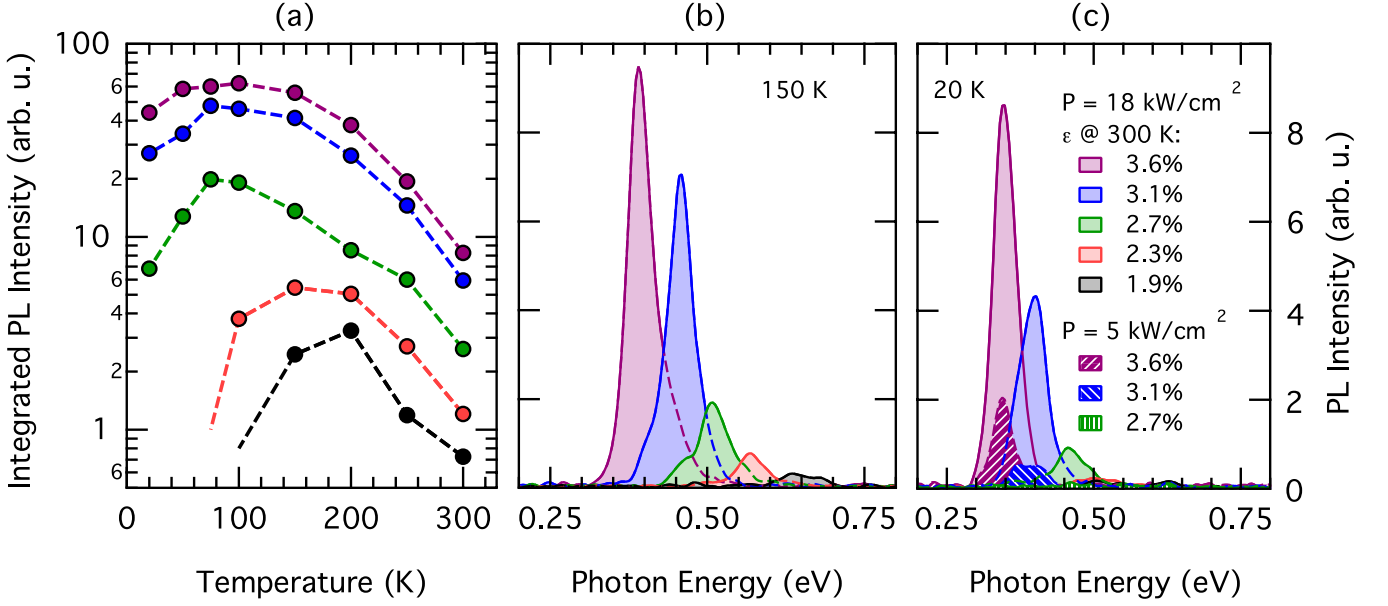 (a)
(b)
(c)
Integrated PL Intensity (arb. u.)
100
6
4
2
10
6
4
2
1
6
0
100
200
300
Temperature (K)
150 K
0.25
0.50
0.75
Photon Energy (eV)
20 K
P = 18 kW/cm 2
ε @ 300 K:
3.6%
3.1%
2.7%
2.3%
1.9%
P = 5 kW/cm 2
3.6%
3.1%
2.7%
0.25
0.50
0.75
Photon Energy (eV)
8
6
4
2
0
PL Intensity (arb. u.)